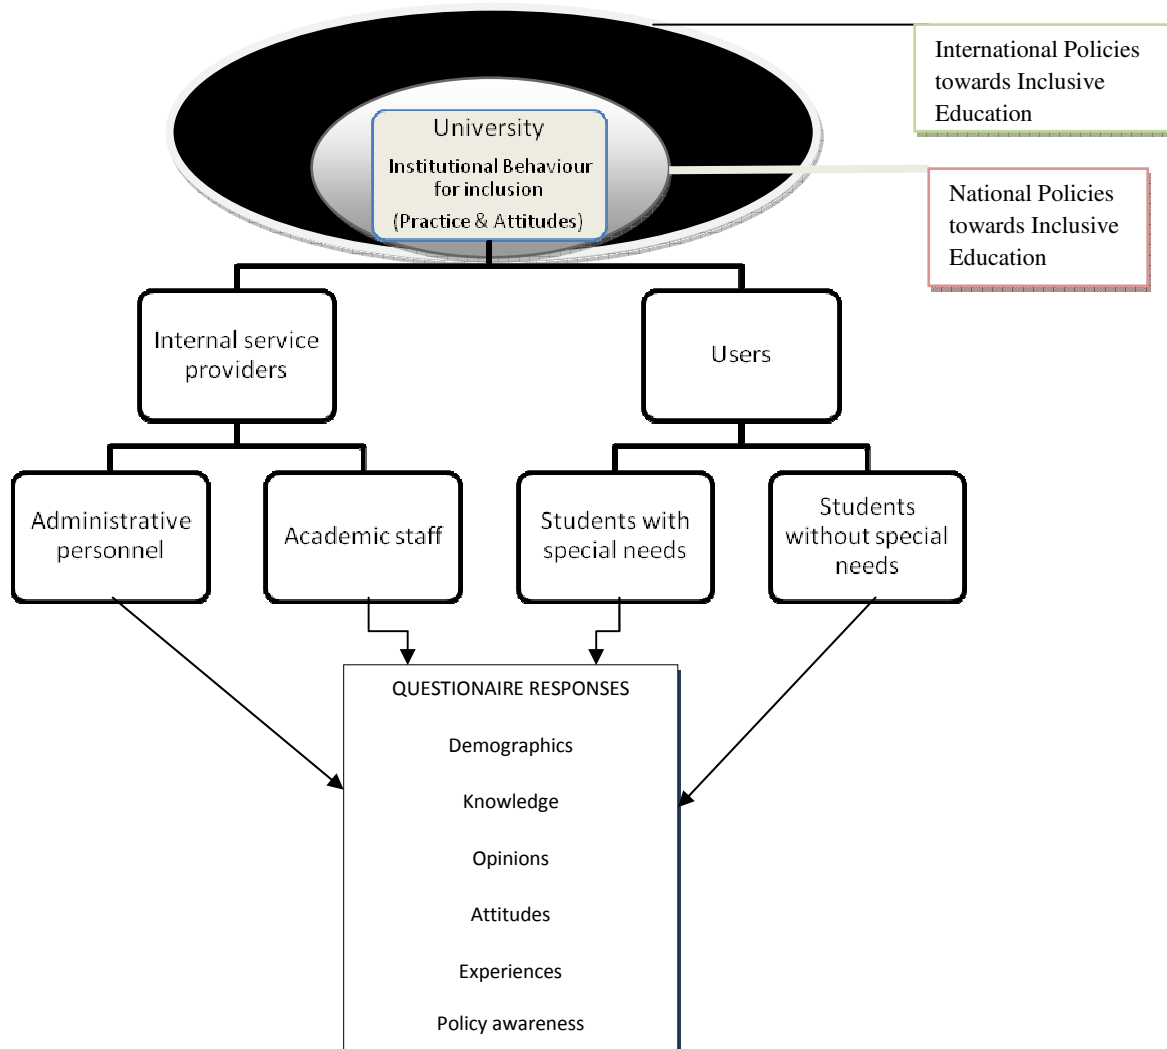 International Policies
towards Inclusive
Education
University
Institutional Behaviour
for inclusion
(Practice & Attitudes)
National Policies
towards Inclusive
Education
Internal service
providers
Users
Administrative
personnel
Academic staff
Students with
special needs
Students
without special
needs
QUESTIONAIRE RESPONSES
Demographics
Knowledge
Opinions
Attitudes
Experiences
Policy awareness